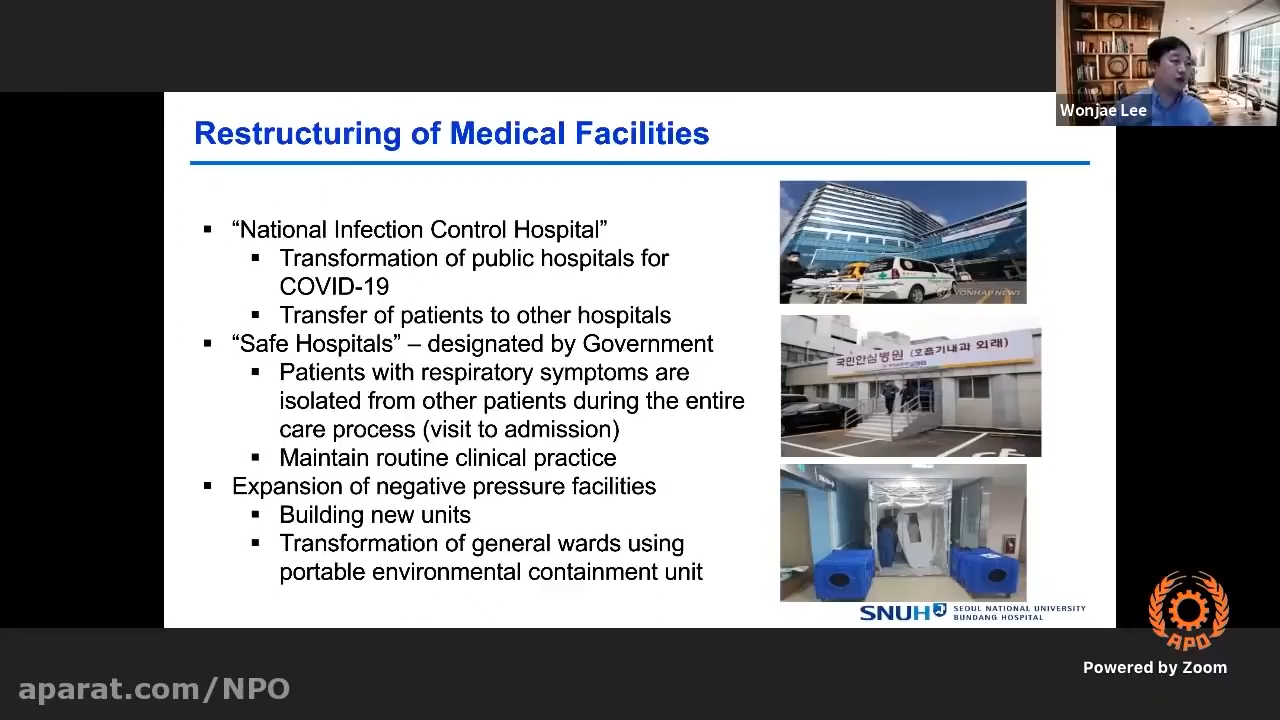 Wonjae Lee
Restructuring of Medical Facilities
▪ “National Infection Control Hospital”
▪ Transformation of public hospitals for
COVID-19
▪ Transfer of patients to other hospitals
▪ “Safe Hospitals” – designated by Government
▪ Patients with respiratory symptoms are
isolated from other patients during the entire
care process (visit to admission)
▪ Maintain routine clinical practice
▪ Expansion of negative pressure facilities
▪ Building new units
▪ Transformation of general wards using
portable environmental containment unit
YONHAP NEWS
국민안심병원 (호흡기내과 외래)
SNUH SEOUL NATIONAL UNIVERSITY
BUNDANG HOSPITAL
APO
Powered by Zoom
aparat.com/NPO